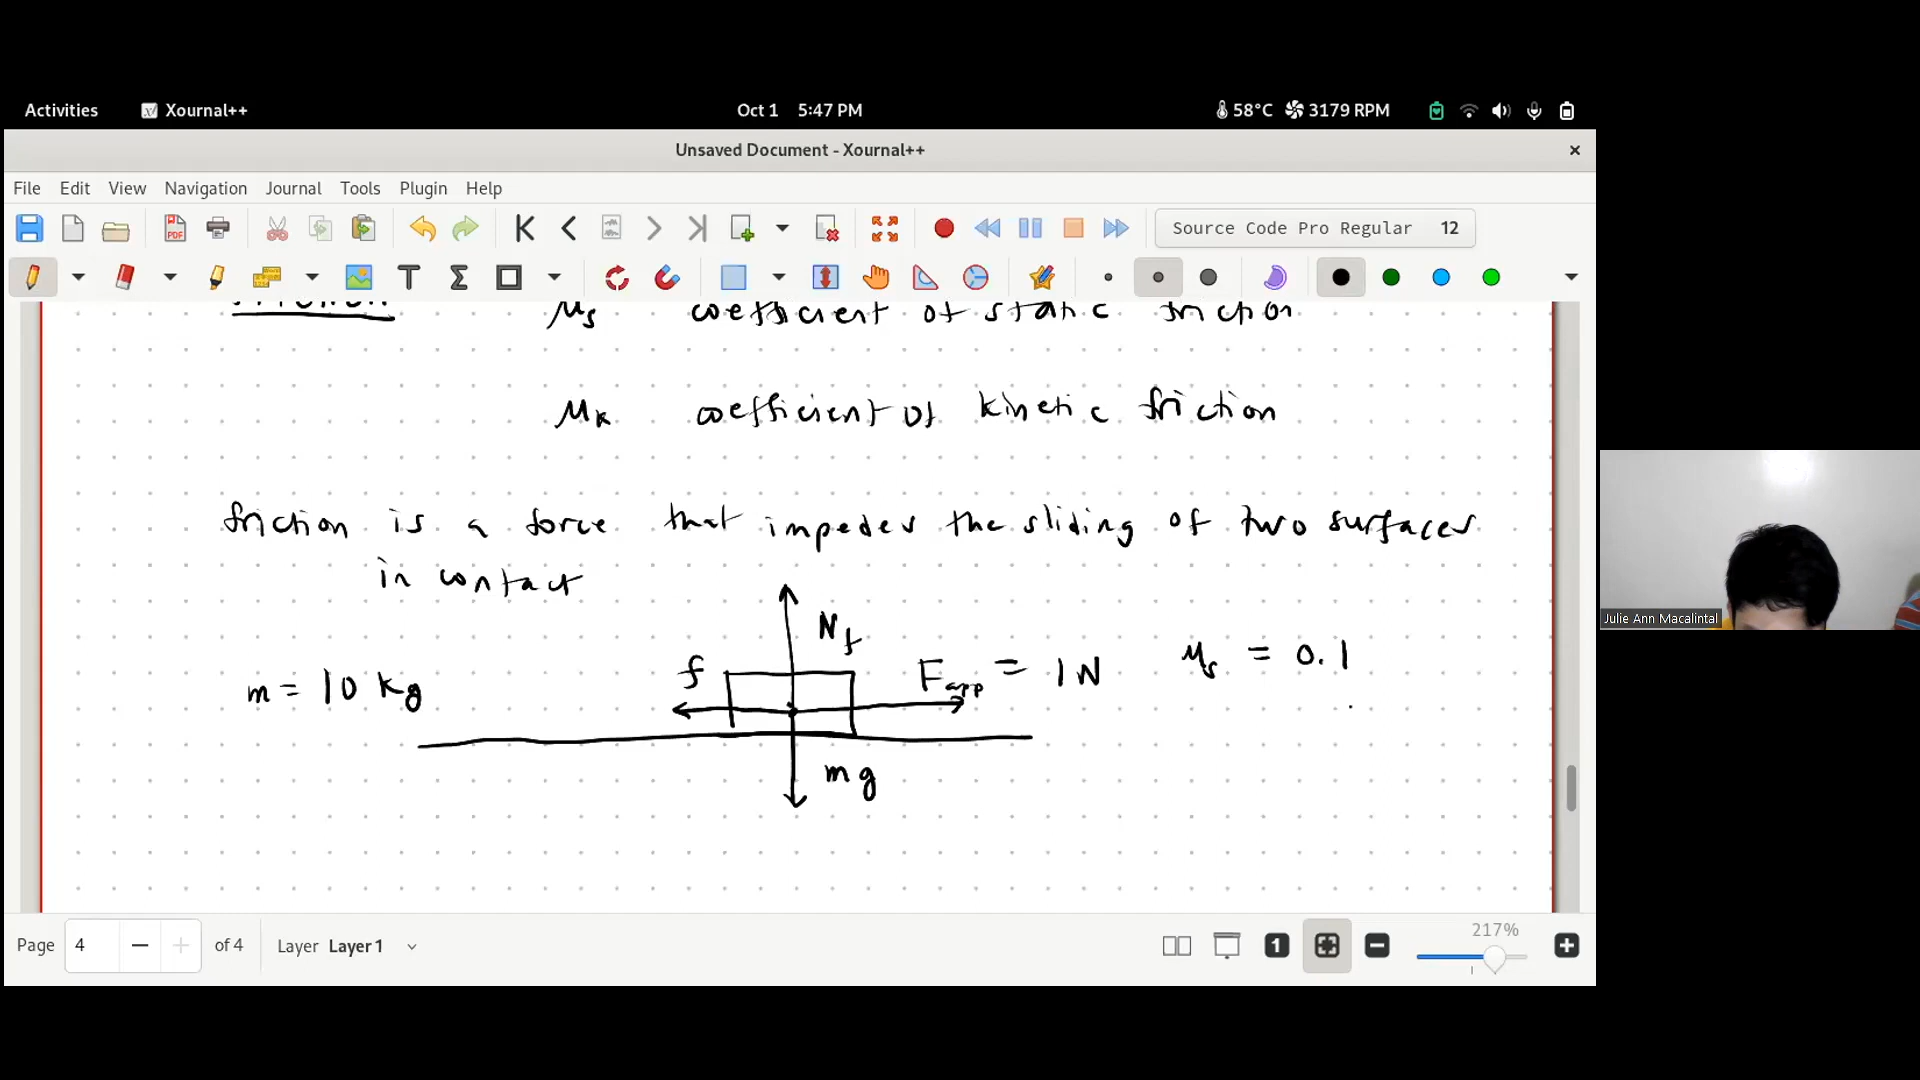 Activities Xournal++ Oct 1 5:47 PM 58°C 3179 RPM
Unsaved Document - Xournal++
File Edit View Navigation Journal Tools Plugin Help
Source Code Pro Regular 12
friction μs coefficient of static friction
μk coefficient of kinetic friction
friction is a force that impedes the sliding of two surfaces
in contact
Nf
m = 10 kg f Fapp = 1 N μs = 0.1
mg
Julie Ann Macalintal
217%
Page 4 of 4 Layer Layer 1 1